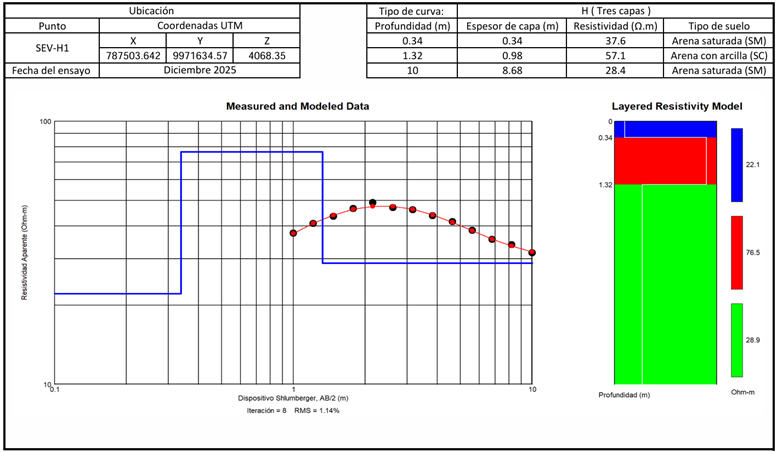 Ubicación
Punto Coordenadas UTM
SEV-H1 X Y Z
787503.642 9971634.57 4068.35
Fecha del ensayo Diciembre 2025
Tipo de curva: H ( Tres capas )
Profundidad (m) Espesor de capa (m) Resistividad (Ω.m) Tipo de suelo
0.34 0.34 37.6 Arena saturada (SM)
1.32 0.98 57.1 Arena con arcilla (SC)
10 8.68 28.4 Arena saturada (SM)
Measured and Modeled Data
100
10
Resistividad Aparente (Ohm-m)
0.1 1 10
Dispositivo Shlumberger, AB/2 (m)
Iteración = 8 RMS = 1.14%
Layered Resistivity Model
0
0.34
1.32
22.1
76.5
28.9
Profundidad (m) Ohm-m